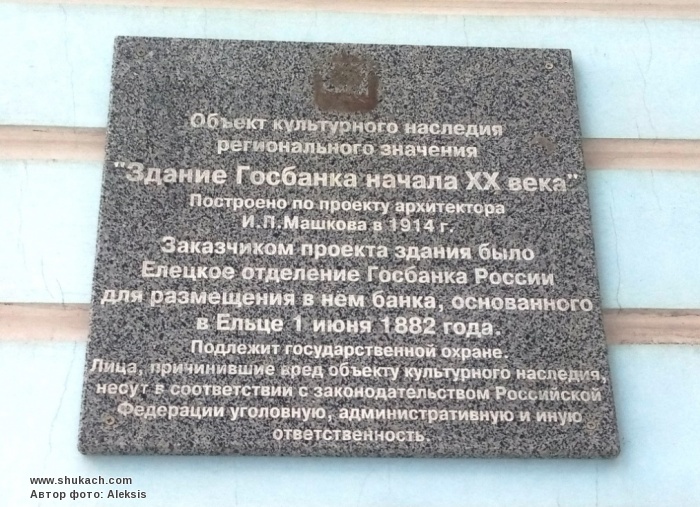 Объект культурного наследия
регионального значения
"Здание Госбанка начала XX века"
Построено по проекту архитектора
И.П.Машкова в 1914 г.
Заказчиком проекта здания было
Елецкое отделение Госбанка России
для размещения в нем банка, основанного
в Ельце 1 июня 1882 года.
Подлежит государственной охране.
Лица, причинившие вред объекту культурного наследия,
несут в соответствии с законодательством Российской
Федерации уголовную, административную и иную
ответственность.
www.shukach.com
Автор фото: Aleksis